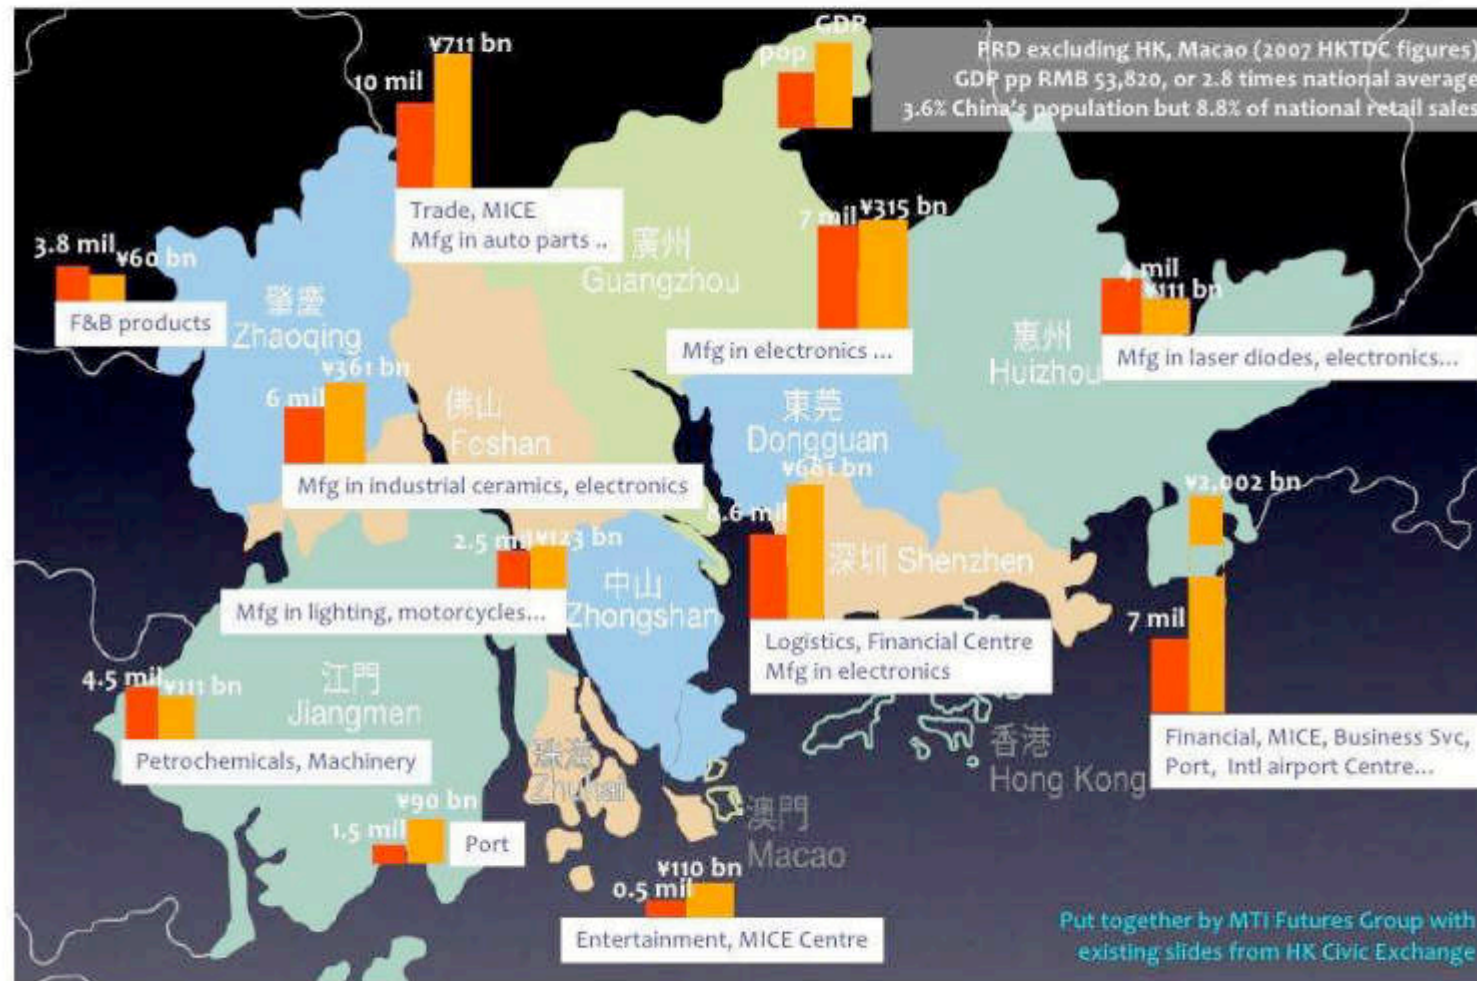 GDP
pop
PRD excluding HK, Macao (2007 HKTDC figures)
GDP pp RMB 53,820, or 2.8 times national average
3.6% China's population but 8.8% of national retail sales
¥711 bn
10 mil
Trade, MICE
Mfg in auto parts ..
3.8 mil
¥60 bn
F&B products
肇慶
Zhaoqing
廣州
Guangzhou
7 mil
¥315 bn
Mfg in electronics ...
4 mil
¥111 bn
Mfg in laser diodes, electronics...
惠州
Huizhou
¥361 bn
6 mil
佛山
Foshan
Mfg in industrial ceramics, electronics
東莞
Dongguan
¥681 bn
8.6 mil
深圳 Shenzhen
Logistics, Financial Centre
Mfg in electronics
¥2,002 bn
7 mil
Financial, MICE, Business Svc,
Port, Intl airport Centre...
2.5 mil
¥123 bn
Mfg in lighting, motorcycles...
中山
Zhongshan
4.5 mil
¥111 bn
Petrochemicals, Machinery
江門
Jiangmen
¥90 bn
1.5 mil
Port
珠海
Zhuhai
香港
Hong Kong
澳門
Macao
¥110 bn
0.5 mil
Entertainment, MICE Centre
Put together by MTI Futures Group with
existing slides from HK Civic Exchange